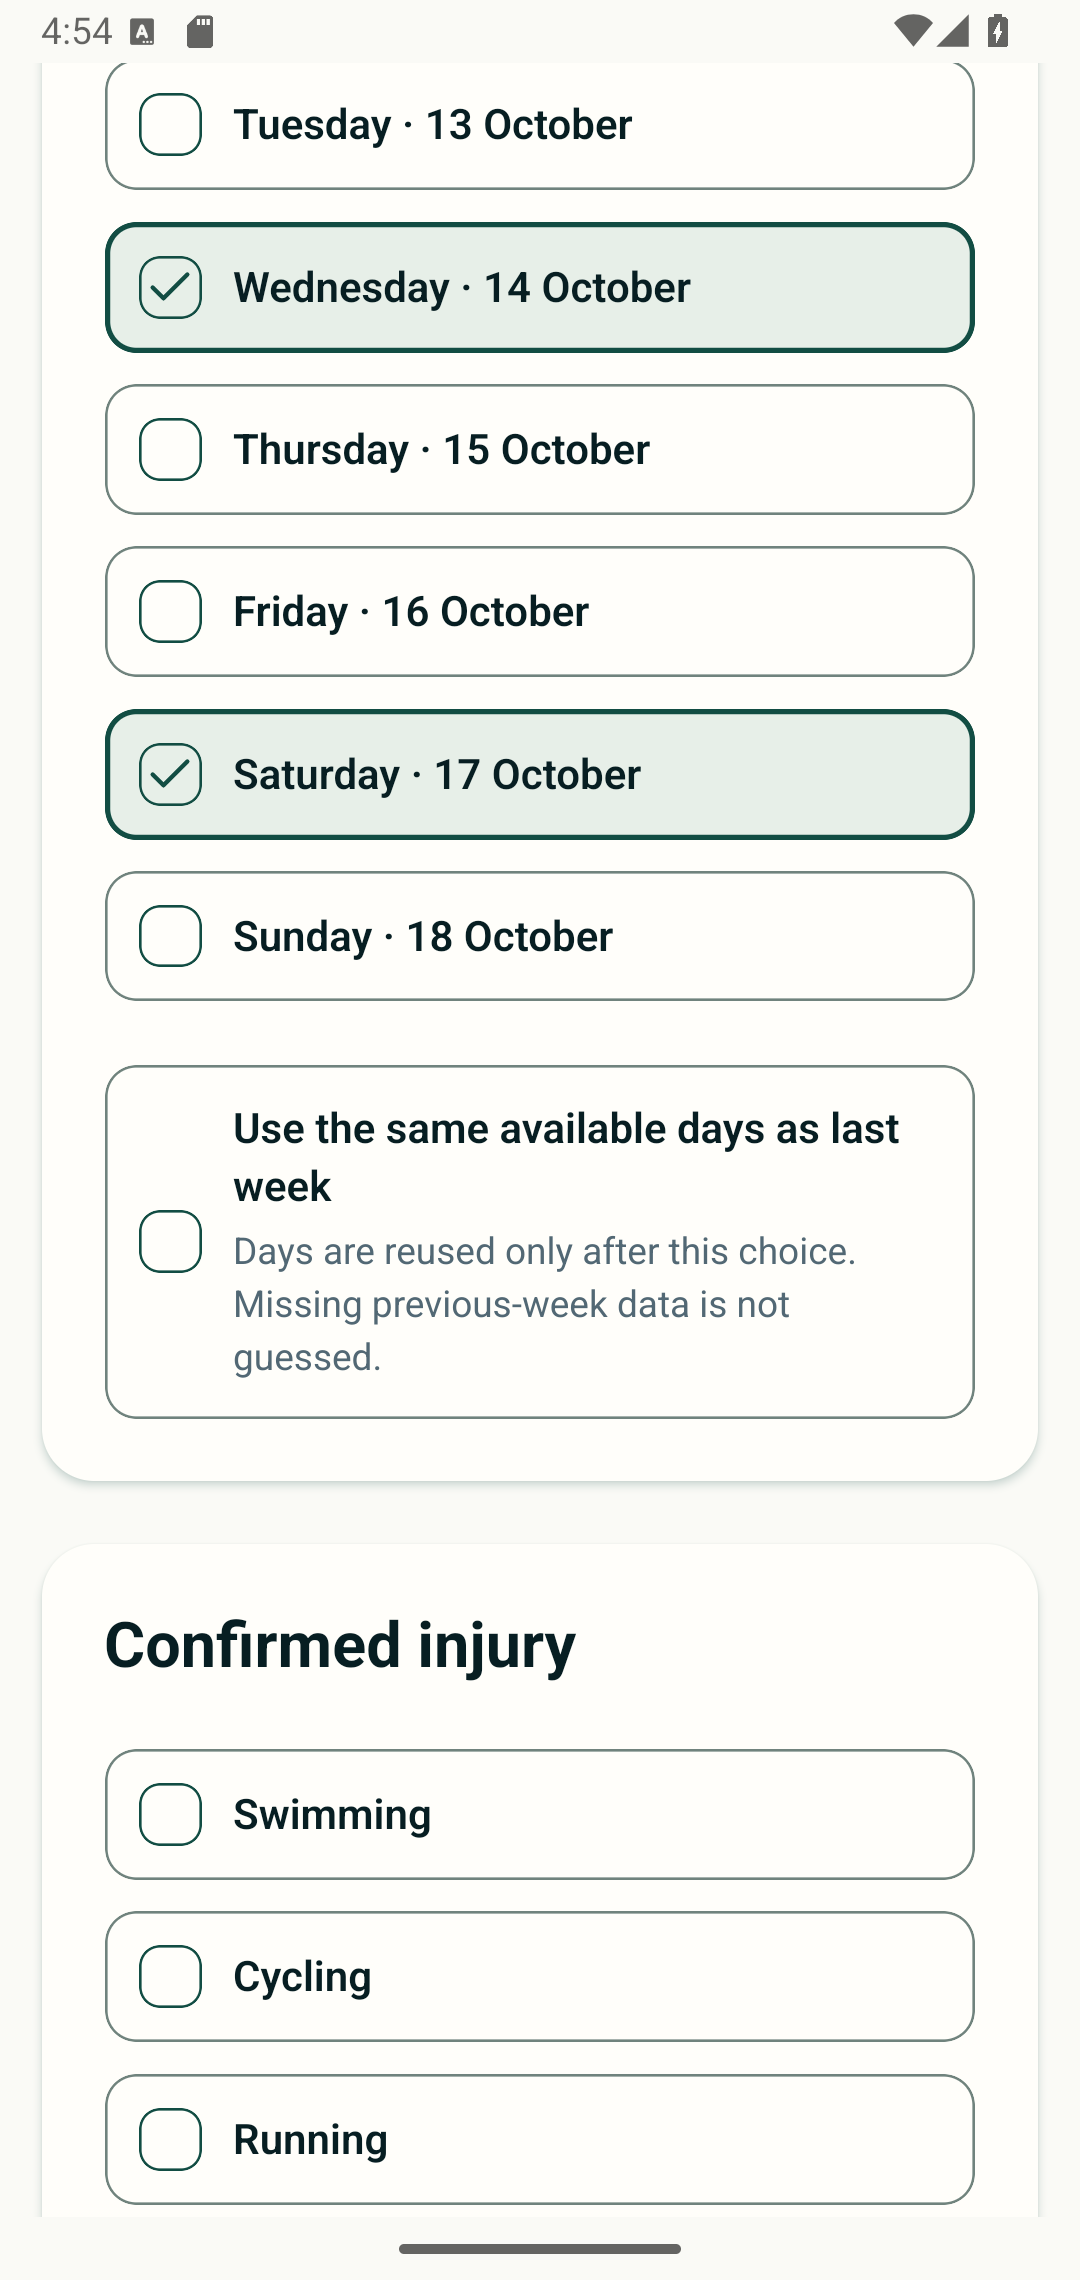 4:54
Tuesday · 13 October
Wednesday · 14 October
Thursday · 15 October
Friday · 16 October
Saturday · 17 October
Sunday · 18 October
Use the same available days as last
week
Days are reused only after this choice.
Missing previous-week data is not
guessed.
Confirmed injury
Swimming
Cycling
Running